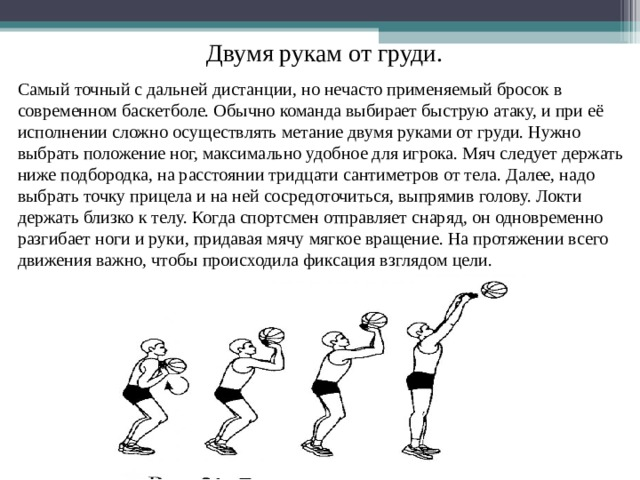 Двумя рукам от груди.
Самый точный с дальней дистанции, но нечасто применяемый бросок в
современном баскетболе. Обычно команда выбирает быструю атаку, и при её
исполнении сложно осуществлять метание двумя руками от груди. Нужно
выбрать положение ног, максимально удобное для игрока. Мяч следует держать
ниже подбородка, на расстоянии тридцати сантиметров от тела. Далее, надо
выбрать точку прицела и на ней сосредоточиться, выпрямив голову. Локти
держать близко к телу. Когда спортсмен отправляет снаряд, он одновременно
разгибает ноги и руки, придавая мячу мягкое вращение. На протяжении всего
движения важно, чтобы происходила фиксация взглядом цели.